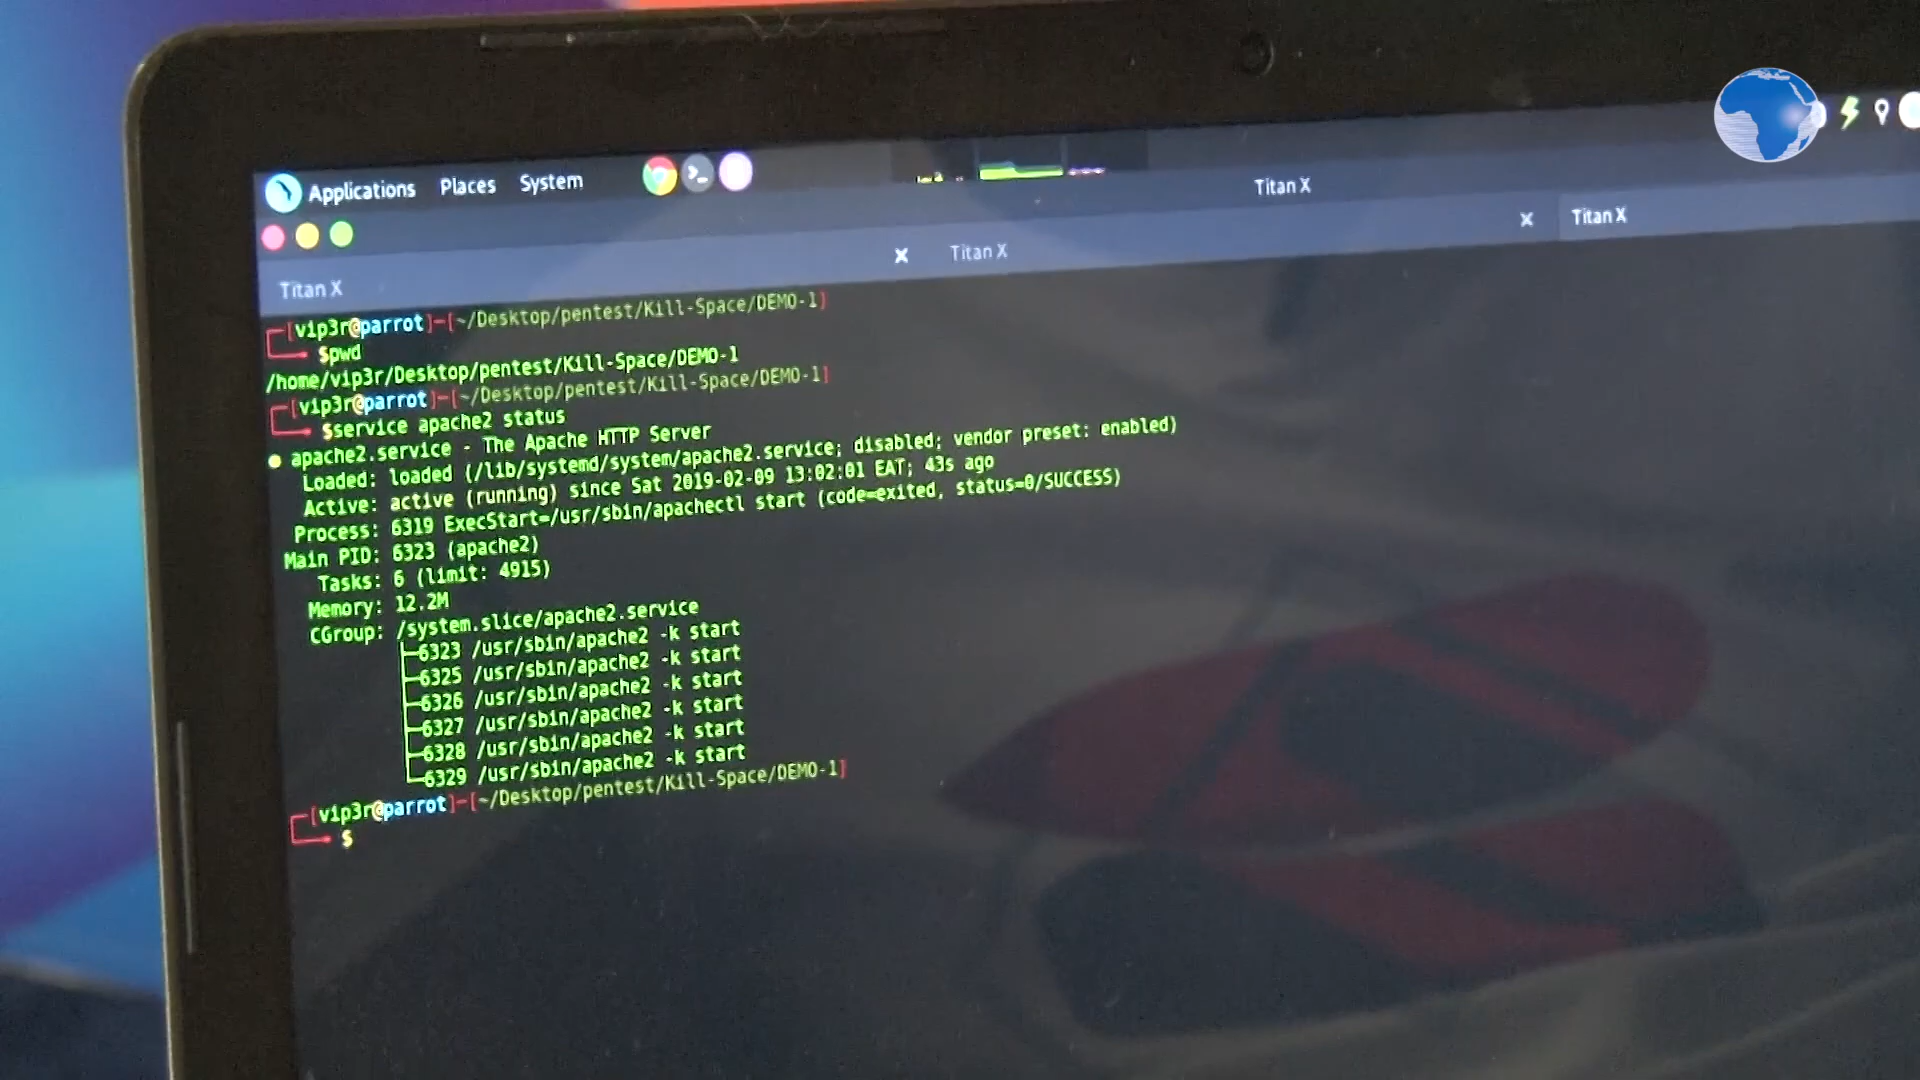 Applications Places System
Titan X
Titan X
Titan X
Titan X
[vip3r@parrot]-[~/Desktop/pentest/Kill-Space/DEMO-1]
$pwd
/home/vip3r/Desktop/pentest/Kill-Space/DEMO-1
[vip3r@parrot]-[~/Desktop/pentest/Kill-Space/DEMO-1]
$service apache2 status
● apache2.service - The Apache HTTP Server
Loaded: loaded (/lib/systemd/system/apache2.service; disabled; vendor preset: enabled)
Active: active (running) since Sat 2019-02-09 13:02:01 EAT; 43s ago
Process: 6319 ExecStart=/usr/sbin/apachectl start (code=exited, status=0/SUCCESS)
Main PID: 6323 (apache2)
Tasks: 6 (limit: 4915)
Memory: 12.2M
CGroup: /system.slice/apache2.service
├─6323 /usr/sbin/apache2 -k start
├─6325 /usr/sbin/apache2 -k start
├─6326 /usr/sbin/apache2 -k start
├─6327 /usr/sbin/apache2 -k start
├─6328 /usr/sbin/apache2 -k start
└─6329 /usr/sbin/apache2 -k start
[vip3r@parrot]-[~/Desktop/pentest/Kill-Space/DEMO-1]
$